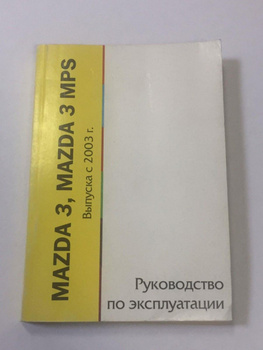 MAZDA 3, MAZDA 3 MPS
Выпуска с 2003 г.
Руководство
по эксплуатации